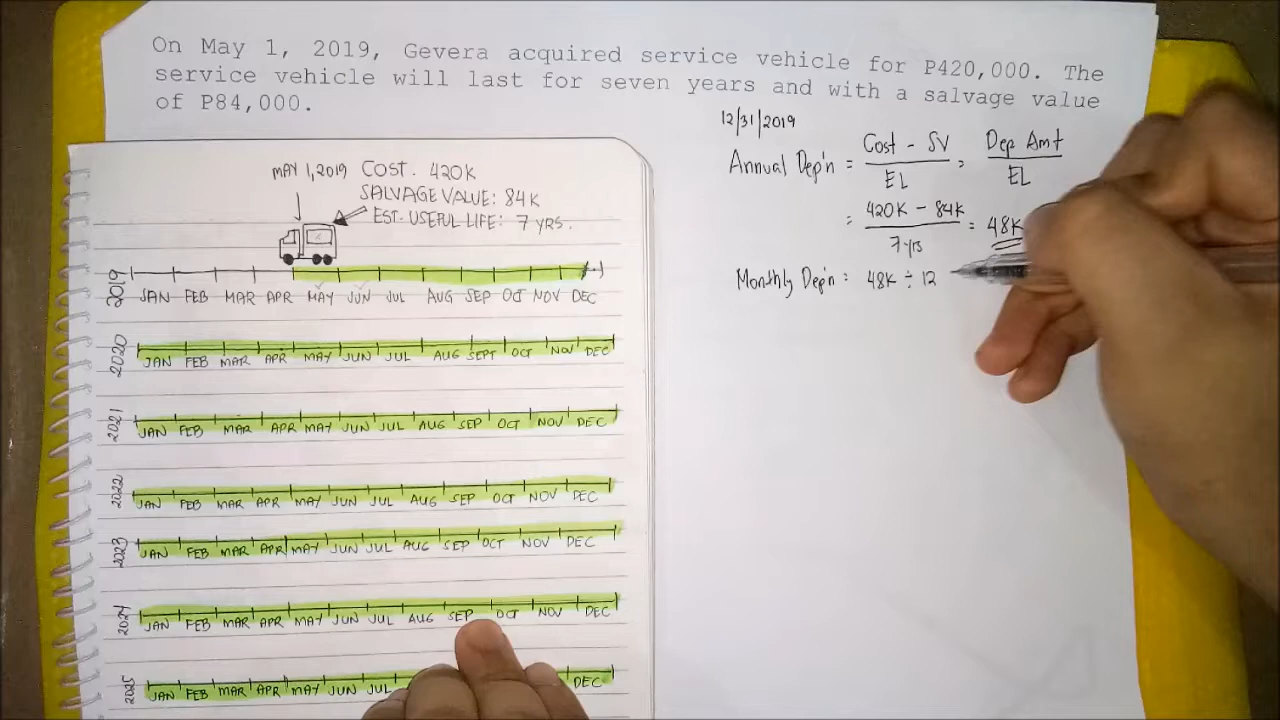 On May 1, 2019, Gevera acquired service vehicle for P420,000. The
service vehicle will last for seven years and with a salvage value
of P84,000.
MAY 1, 2019 COST. 420K
SALVAGE VALUE: 84K
EST. USEFUL LIFE: 7 YRS.
2019
JAN FEB MAR APR MAY JUN JUL AUG SEP OCT NOV DEC
2020
JAN FEB MAR APR MAY JUN JUL AUG SEPT OCT NOV DEC
2021
JAN FEB MAR APR MAY JUN JUL AUG SEP OCT NOV DEC
2022
JAN FEB MAR APR MAY JUN JUL AUG SEP OCT NOV DEC
2023
JAN FEB MAR APR MAY JUN JUL AUG SEP OCT NOV DEC
2024
JAN FEB MAR APR MAY JUN JUL AUG SEP OCT NOV DEC
2025
JAN FEB MAR APR MAY JUN JUL DEC
12/31/2019
Annual Dep'n = Cost - SV / EL = Dep Amt / EL
= 420K - 84K / 7 yrs = 48K
Monthly Dep'n = 48K ÷ 12